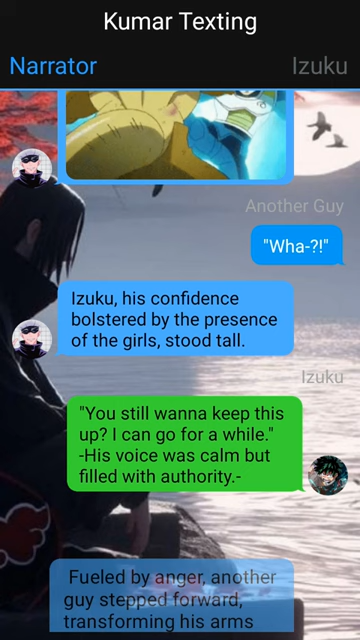 Kumar Texting
Narrator
Izuku
Another Guy
"Wha-?!"
Izuku, his confidence
bolstered by the presence
of the girls, stood tall.
Izuku
"You still wanna keep this
up? I can go for a while."
-His voice was calm but
filled with authority.-
Fueled by anger, another
guy stepped forward,
transforming his arms